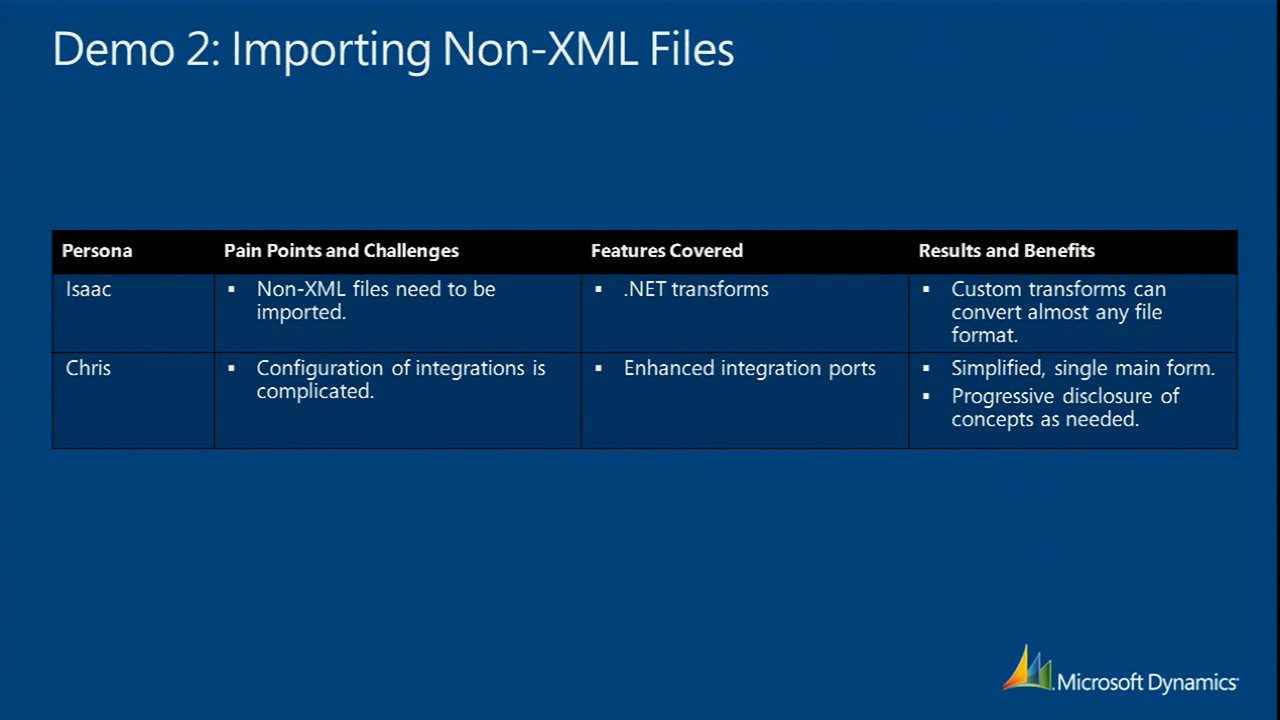 Demo 2: Importing Non-XML Files
Persona
Pain Points and Challenges
Features Covered
Results and Benefits
Isaac
▪ Non-XML files need to be
imported.
▪ .NET transforms
▪ Custom transforms can
convert almost any file
format.
Chris
▪ Configuration of integrations is
complicated.
▪ Enhanced integration ports
▪ Simplified, single main form.
▪ Progressive disclosure of
concepts as needed.
Microsoft Dynamics